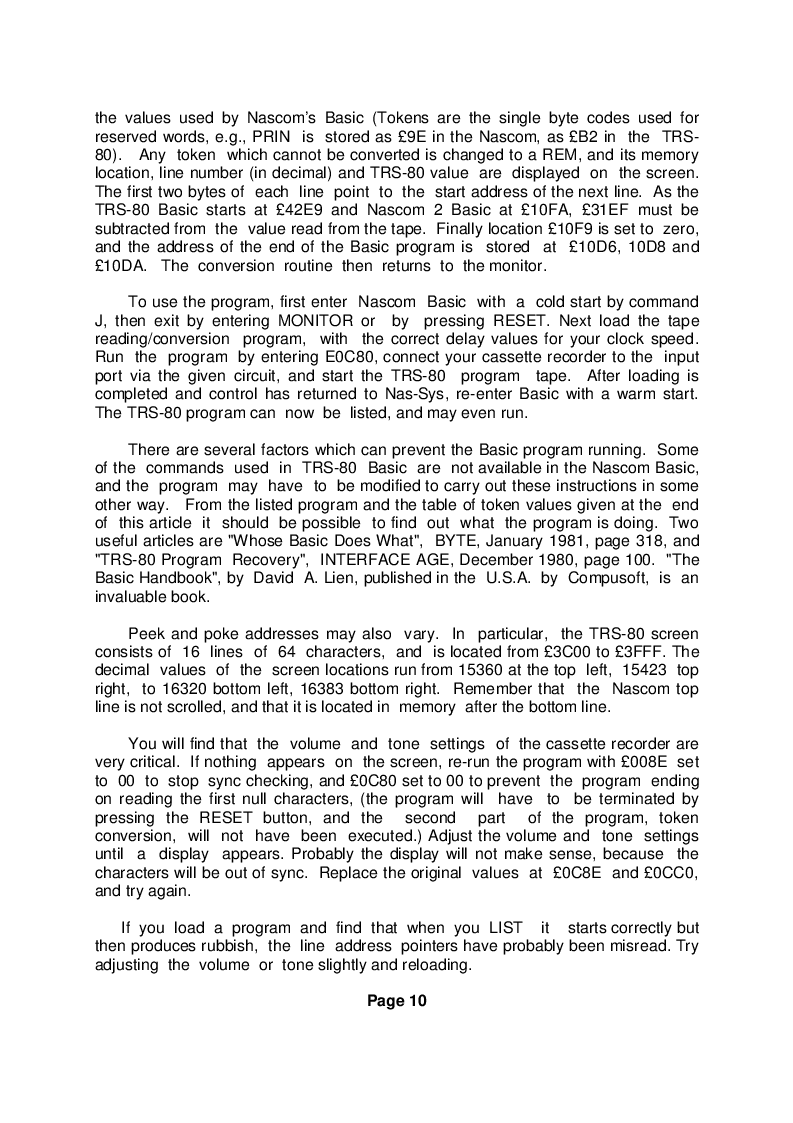 the values used by Nascom's Basic (Tokens are the single byte codes used for
reserved words, e.g., PRIN is stored as £9E in the Nascom, as £B2 in the TRS-
80). Any token which cannot be converted is changed to a REM, and its memory
location, line number (in decimal) and TRS-80 value are displayed on the screen.
The first two bytes of each line point to the start address of the next line. As the
TRS-80 Basic starts at £42E9 and Nascom 2 Basic at £10FA, £31EF must be
subtracted from the value read from the tape. Finally location £10F9 is set to zero,
and the address of the end of the Basic program is stored at £10D6, 10D8 and
£10DA. The conversion routine then returns to the monitor.
To use the program, first enter Nascom Basic with a cold start by command
J, then exit by entering MONITOR or by pressing RESET. Next load the tape
reading/conversion program, with the correct delay values for your clock speed.
Run the program by entering E0C80, connect your cassette recorder to the input
port via the given circuit, and start the TRS-80 program tape. After loading is
completed and control has returned to Nas-Sys, re-enter Basic with a warm start.
The TRS-80 program can now be listed, and may even run.
There are several factors which can prevent the Basic program running. Some
of the commands used in TRS-80 Basic are not available in the Nascom Basic,
and the program may have to be modified to carry out these instructions in some
other way. From the listed program and the table of token values given at the end
of this article it should be possible to find out what the program is doing. Two
useful articles are "Whose Basic Does What", BYTE, January 1981, page 318, and
"TRS-80 Program Recovery", INTERFACE AGE, December 1980, page 100. "The
Basic Handbook", by David A. Lien, published in the U.S.A. by Compusoft, is an
invaluable book.
Peek and poke addresses may also vary. In particular, the TRS-80 screen
consists of 16 lines of 64 characters, and is located from £3C00 to £3FFF. The
decimal values of the screen locations run from 15360 at the top left, 15423 top
right, to 16320 bottom left, 16383 bottom right. Remember that the Nascom top
line is not scrolled, and that it is located in memory after the bottom line.
You will find that the volume and tone settings of the cassette recorder are
very critical. If nothing appears on the screen, re-run the program with £008E set
to 00 to stop sync checking, and £0C80 set to 00 to prevent the program ending
on reading the first null characters, (the program will have to be terminated by
pressing the RESET button, and the second part of the program, token
conversion, will not have been executed.) Adjust the volume and tone settings
until a display appears. Probably the display will not make sense, because the
characters will be out of sync. Replace the original values at £0C8E and £0CC0,
and try again.
If you load a program and find that when you LIST it starts correctly but
then produces rubbish, the line address pointers have probably been misread. Try
adjusting the volume or tone slightly and reloading.
Page 10